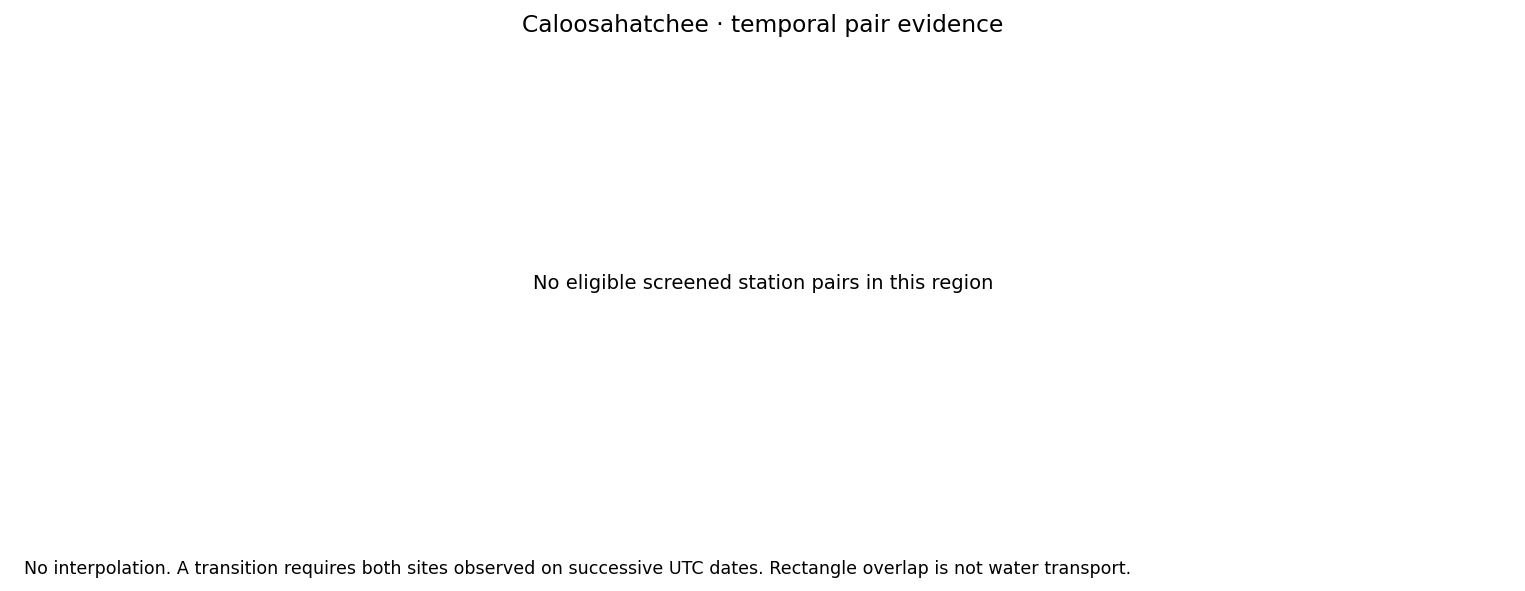 Caloosahatchee · temporal pair evidence
No eligible screened station pairs in this region
No interpolation. A transition requires both sites observed on successive UTC dates. Rectangle overlap is not water transport.